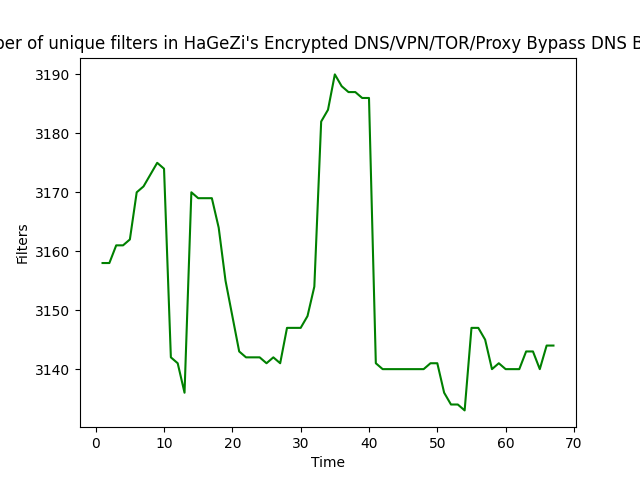 ber of unique filters in HaGeZi's Encrypted DNS/VPN/TOR/Proxy Bypass DNS B
3190
3180
3170
3160
3150
3140
Filters
0 10 20 30 40 50 60 70
Time